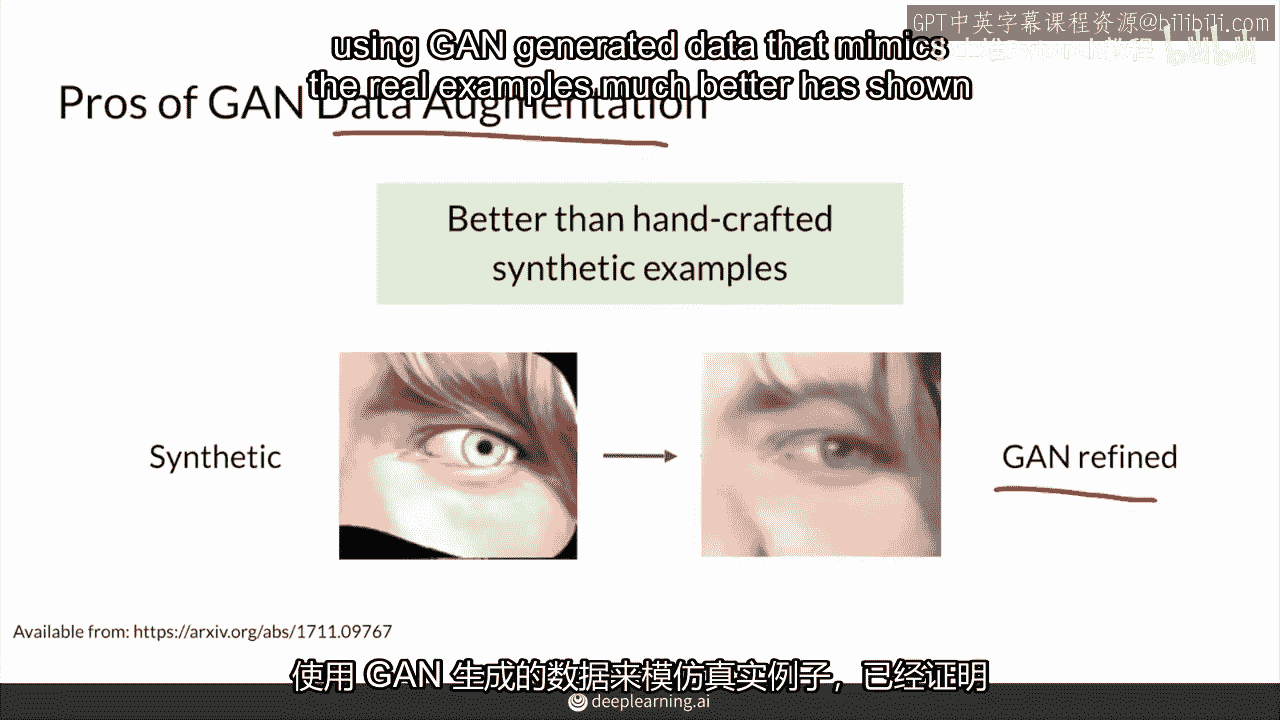 GPT中英字幕课程资源@bilibili.com
using GAN generated data that mimics
the real examples much better has shown
Pros of GAN Data Augmentation
Better than hand-crafted
synthetic examples
Synthetic
GAN refined
Available from: https://arxiv.org/abs/1711.09767
使用 GAN 生成的数据来模仿真实例子，已经证明
deeplearning.ai